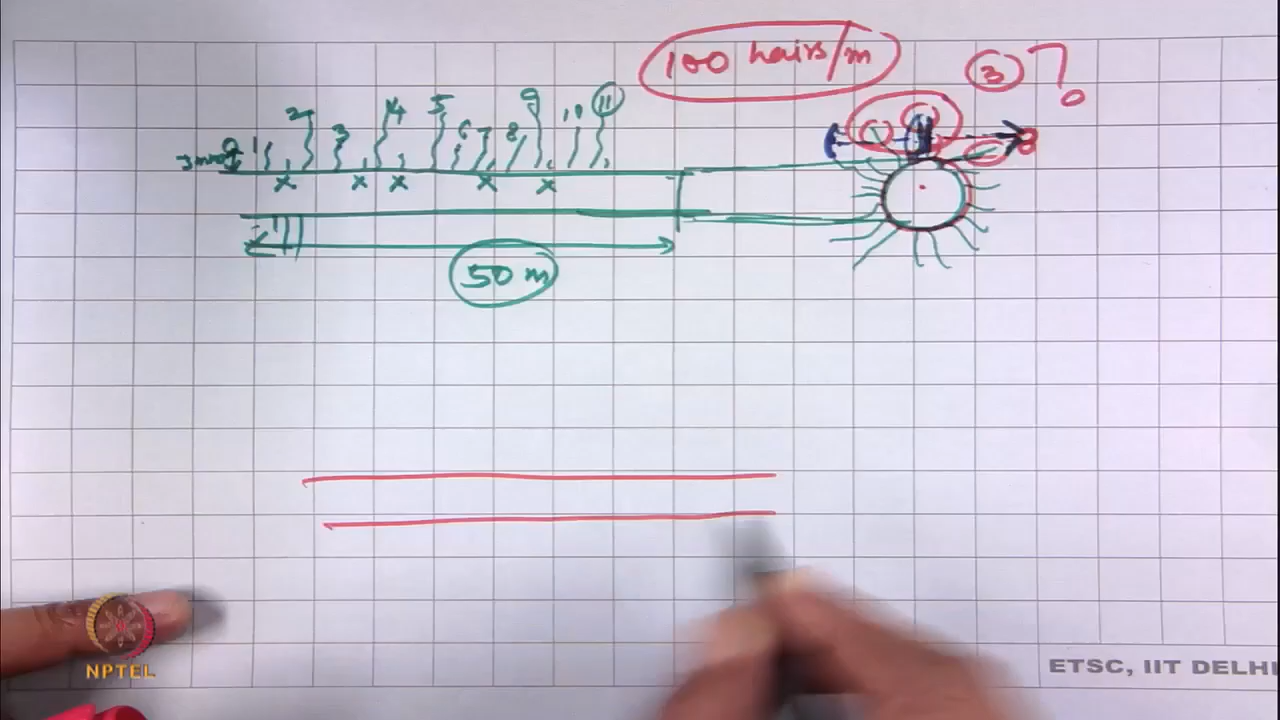 100 hairs/m
3
?
1 2 3 4 5 6 7 8 9 10 11
50 m
NPTEL
ETSC, IIT DELHI